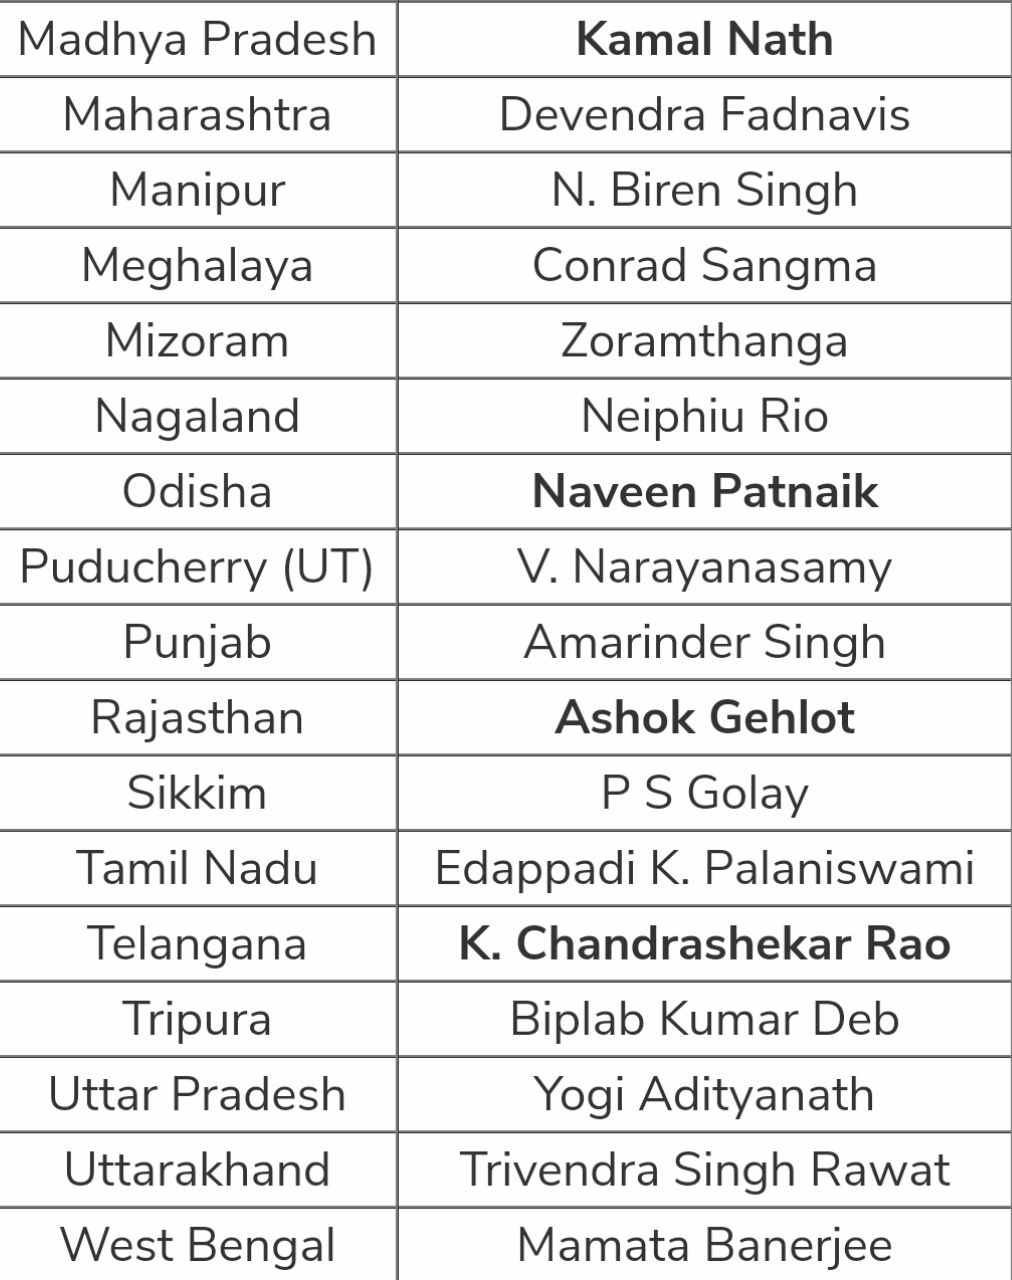 Madhya Pradesh Kamal Nath
Maharashtra Devendra Fadnavis
Manipur N. Biren Singh
Meghalaya Conrad Sangma
Mizoram Zoramthanga
Nagaland Neiphiu Rio
Odisha Naveen Patnaik
Puducherry (UT) V. Narayanasamy
Punjab Amarinder Singh
Rajasthan Ashok Gehlot
Sikkim P S Golay
Tamil Nadu Edappadi K. Palaniswami
Telangana K. Chandrashekar Rao
Tripura Biplab Kumar Deb
Uttar Pradesh Yogi Adityanath
Uttarakhand Trivendra Singh Rawat
West Bengal Mamata Banerjee